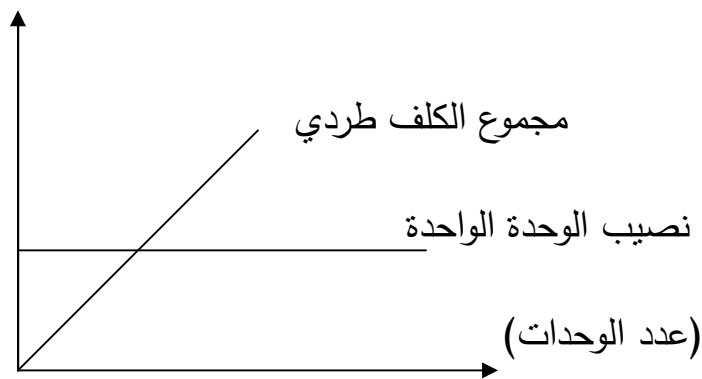 مجموع الكلف طردي
نصيب الوحدة الواحدة
(عدد الوحدات)